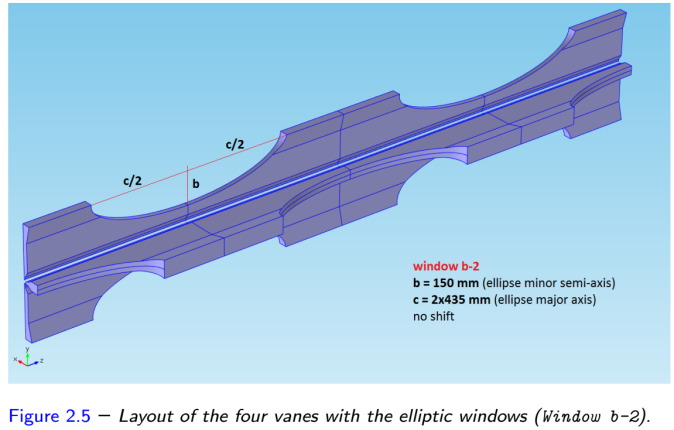 c/2
c/2
b
window b-2
b = 150 mm (ellipse minor semi-axis)
c = 2x435 mm (ellipse major axis)
no shift
y
x
z
Figure 2.5 – Layout of the four vanes with the elliptic windows (Window b-2).